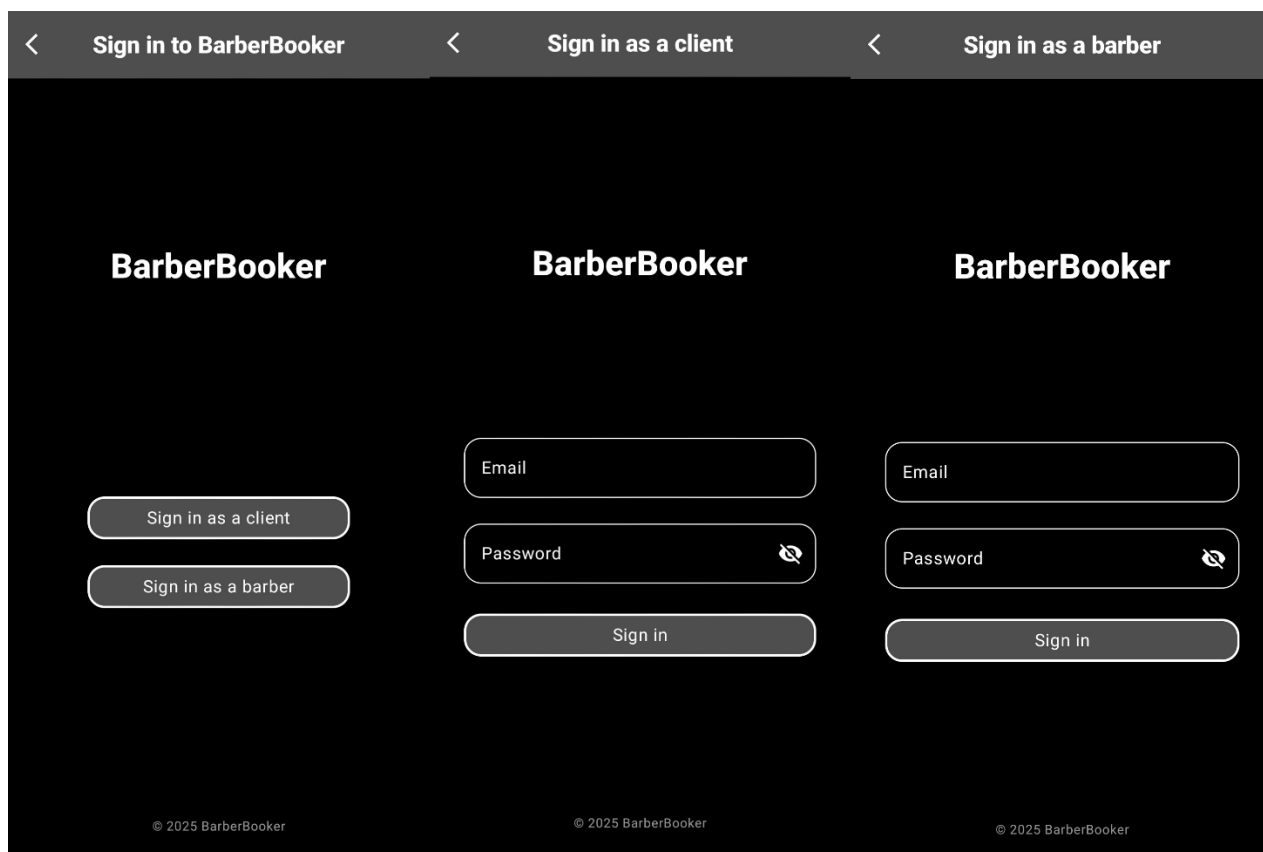 Sign in to BarberBooker
BarberBooker
Sign in as a client
Sign in as a barber
© 2025 BarberBooker
Sign in as a client
BarberBooker
Email
Password
Sign in
© 2025 BarberBooker
Sign in as a barber
BarberBooker
Email
Password
Sign in
© 2025 BarberBooker